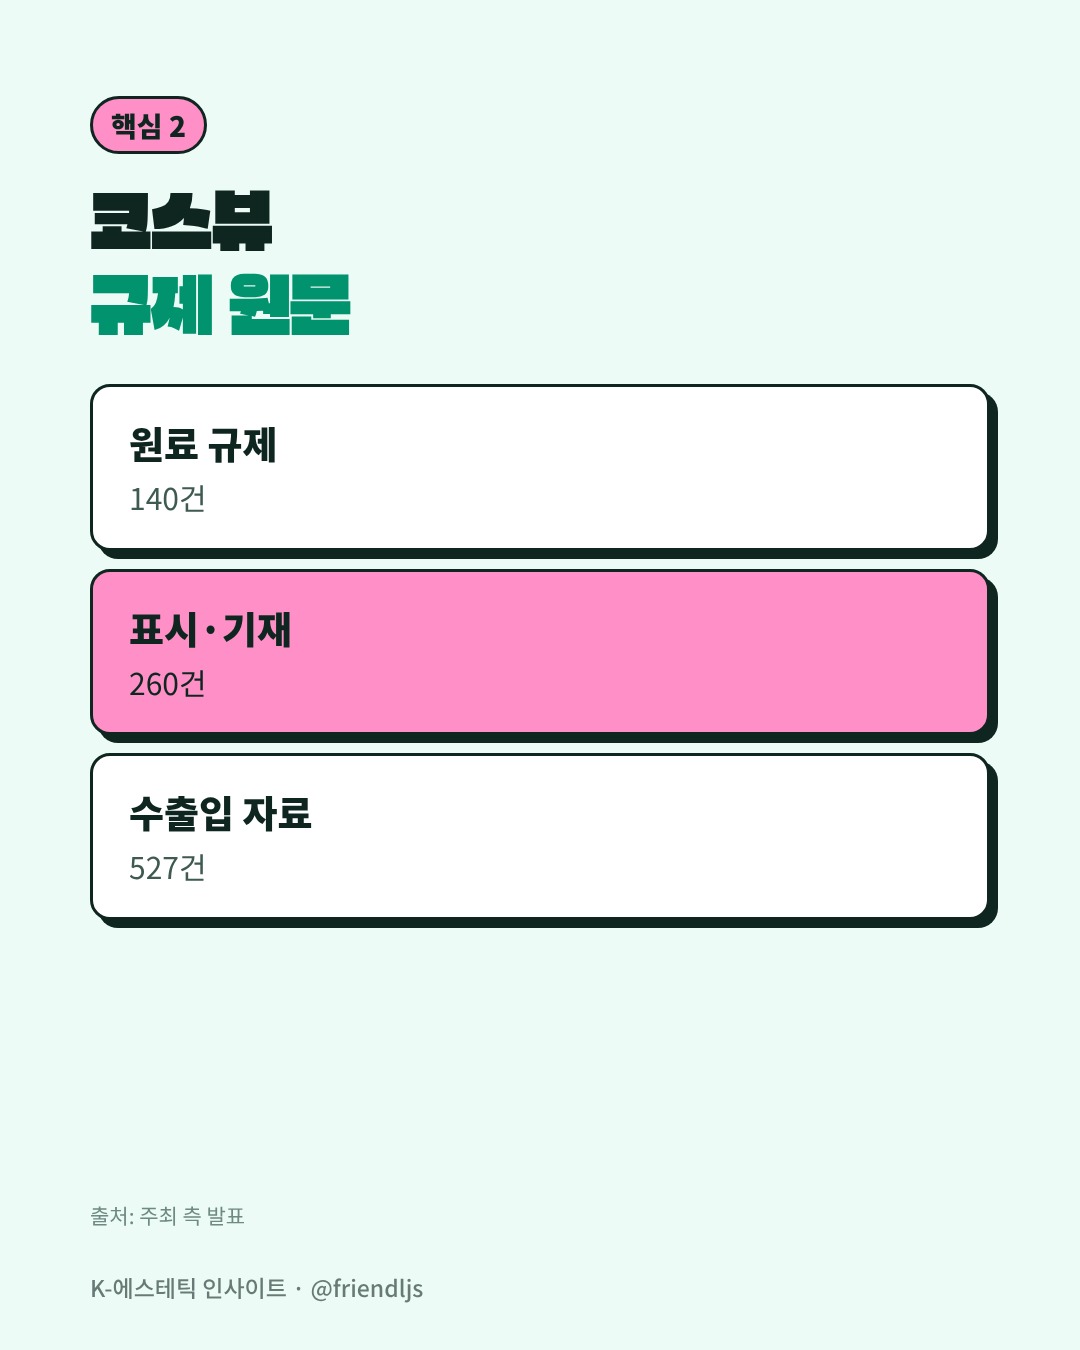 핵심 2
코스뷰
규제 원문
원료 규제
140건
표시·기재
260건
수출입 자료
527건
출처: 주최 측 발표
K-에스테틱 인사이트 · @friendljs